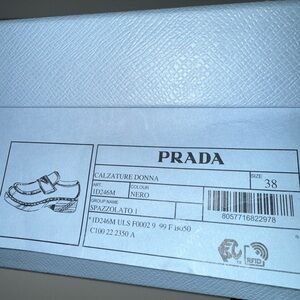 PRADA
CALZATURE DONNA
SIZE
38
ART.
1D246M
COLOUR
NERO
GROUP NAME
SPAZZOLATO 1
8057716822978
*1D246M ULS F0002 9 99 F iso50
C100 22 2350 A
RFID